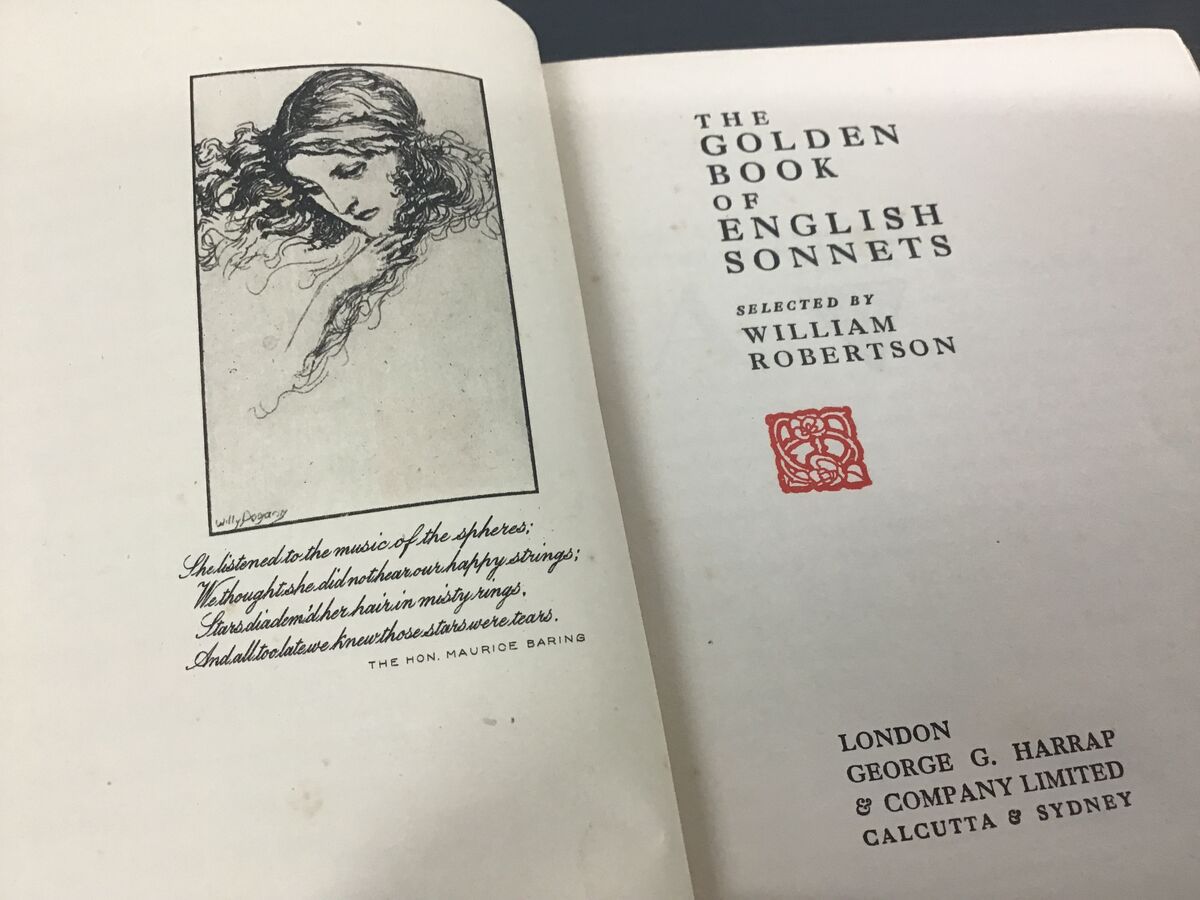 Willy Pogany
She listened to the music of the spheres;
We thought she did not hear our happy strings;
Stars diadem'd her hair in misty rings,
And all too late we knew those stars were tears.
THE HON. MAURICE BARING
THE
GOLDEN
BOOK
OF
ENGLISH
SONNETS
SELECTED BY
WILLIAM
ROBERTSON
LONDON
GEORGE G. HARRAP
& COMPANY LIMITED
CALCUTTA & SYDNEY